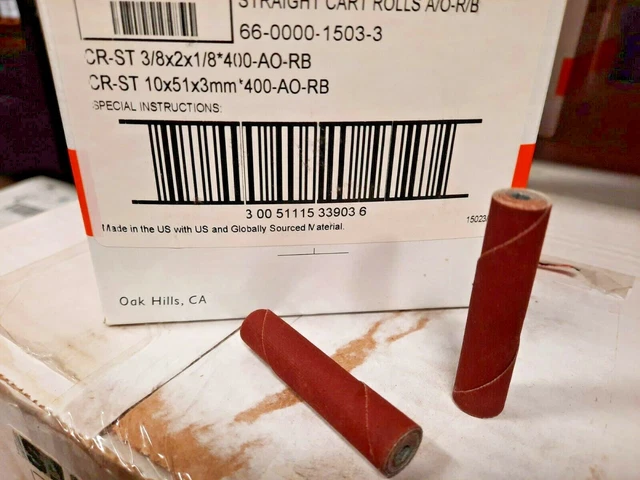 STRAIGHT CART ROLLS A/O-R/B
66-0000-1503-3
CR-ST 3/8x2x1/8*400-AO-RB
CR-ST 10x51x3mm*400-AO-RB
SPECIAL INSTRUCTIONS:
3 00 51115 33903 6
15023
Made in the US with US and Globally Sourced Material.
Oak Hills, CA